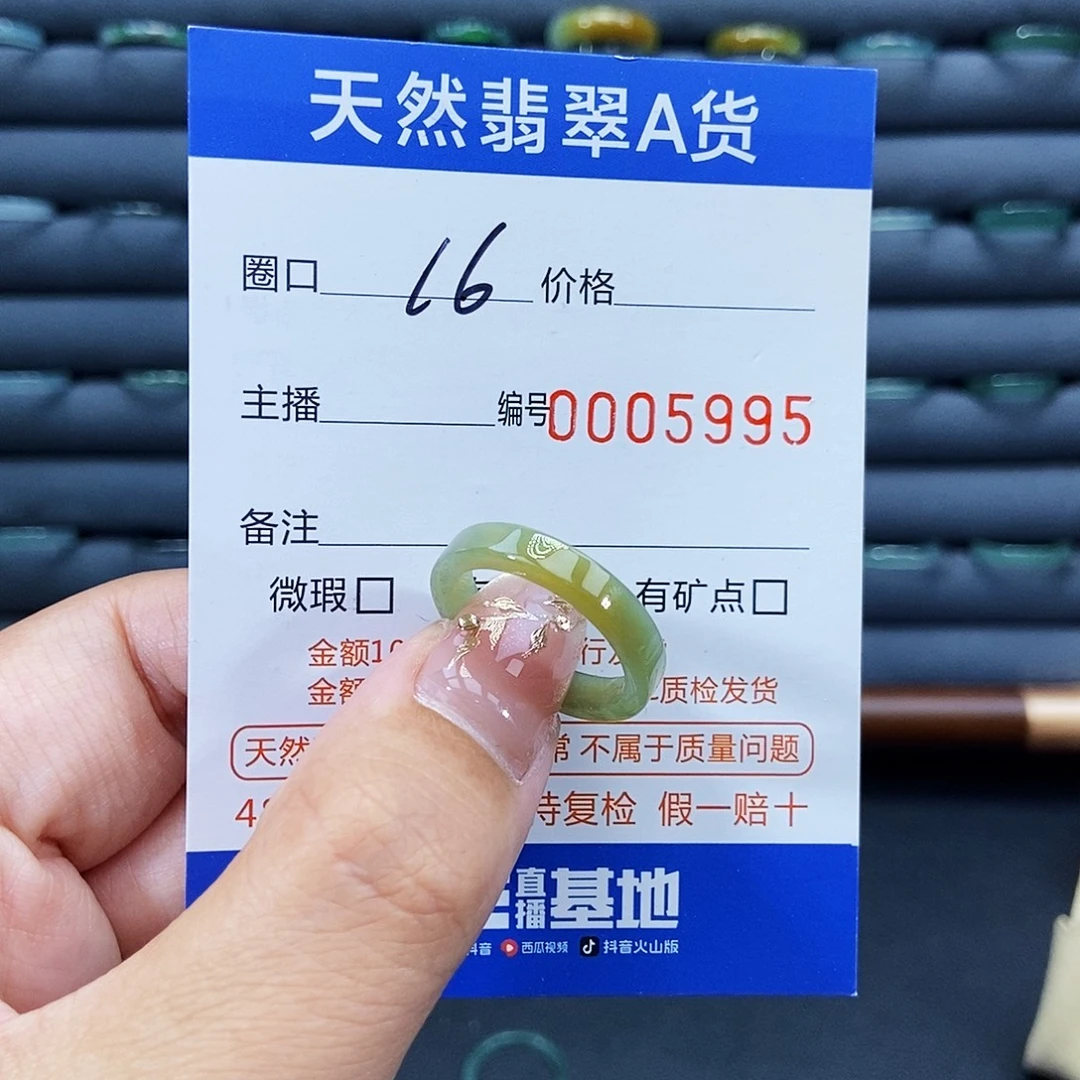 天然翡翠A货
圈口 16 价格
主播 编号0005995
备注
微瑕 有矿点
金额10 行
金额 质检发货
天然 常 不属于质量问题
48 持复检 假一赔十
直播基地
抖音 西瓜视频 抖音火山版